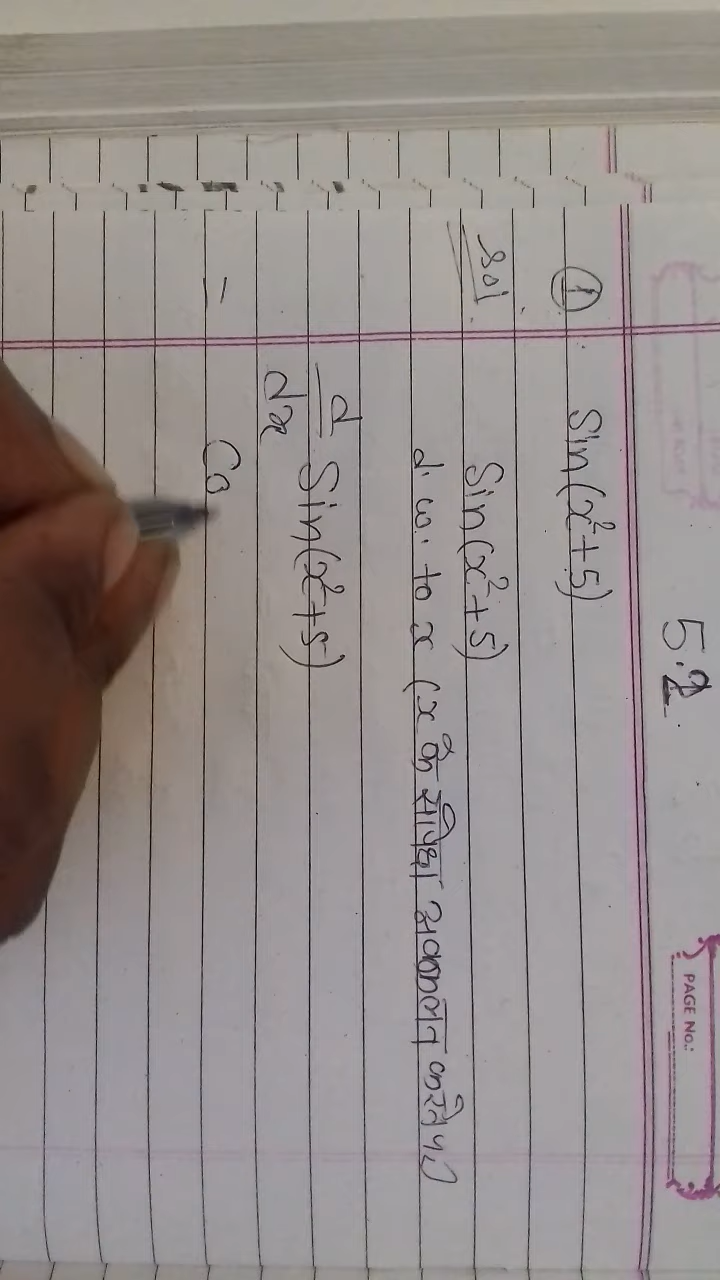 5.2
PAGE No.:
① Sin(x²+5)
Sol. Sin(x²+5)
d. w. to x (x के सापेक्ष अवकलन करने पर)
d/dx Sin(x²+5)
= Co